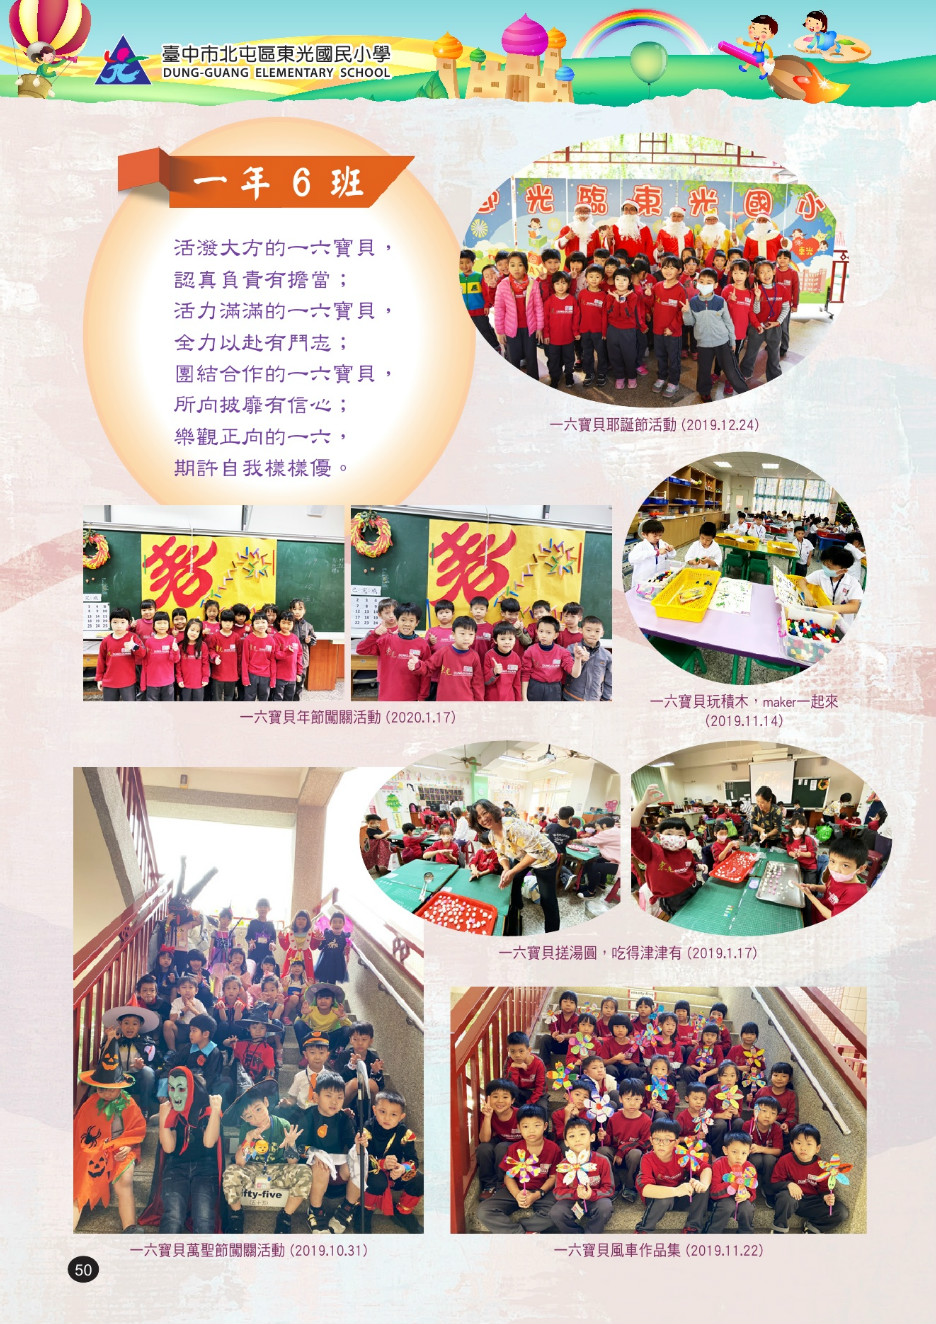 臺中市北屯區東光國民小學
DUNG-GUANG ELEMENTARY SCHOOL
一年 6 班
活潑大方的一六寶貝，
認真負責有擔當；
活力滿滿的一六寶貝，
全力以赴有鬥志；
團結合作的一六寶貝，
所向披靡有信心；
樂觀正向的一六，
期許自我樣樣優。
光臨東光國小
一六寶貝耶誕節活動 (2019.12.24)
一六寶貝年節闖關活動 (2020.1.17)
一六寶貝玩積木，maker一起來
(2019.11.14)
一六寶貝搓湯圓，吃得津津有 (2019.1.17)
fifty-five
一六寶貝萬聖節闖關活動 (2019.10.31)
一六寶貝風車作品集 (2019.11.22)
50